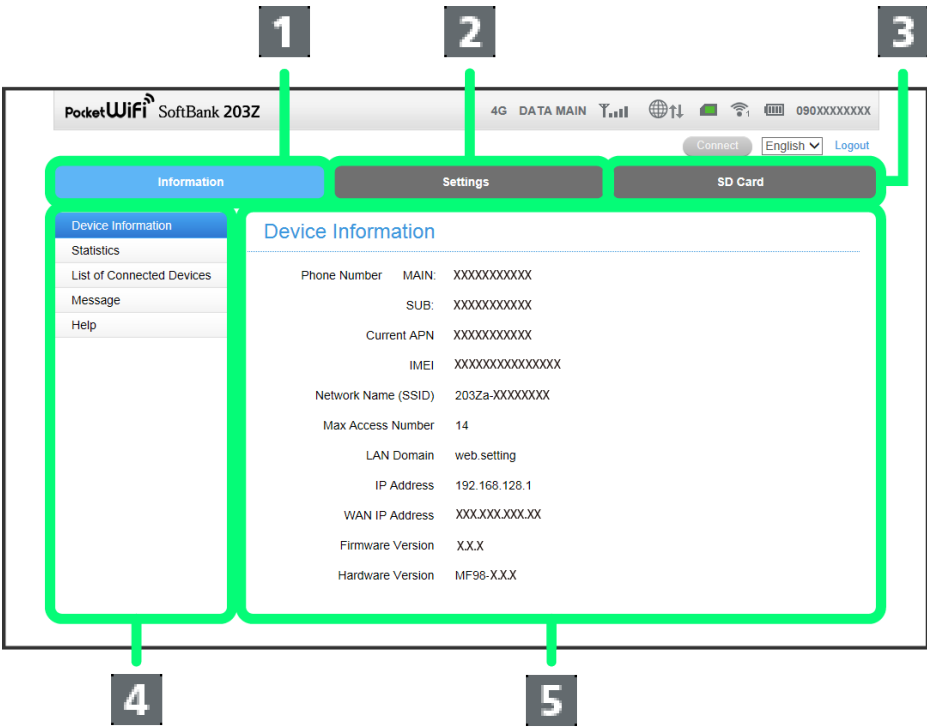 1 2 3
PocketWiFi SoftBank 203Z 4G DATA MAIN 1 090XXXXXXXX
Connect English Logout
Information Settings SD Card
Device Information
Statistics
List of Connected Devices
Message
Help
Device Information
Phone Number MAIN: XXXXXXXXXXX
SUB: XXXXXXXXXXX
Current APN XXXXXXXXXXX
IMEI XXXXXXXXXXXXXXX
Network Name (SSID) 203Za-XXXXXXXX
Max Access Number 14
LAN Domain web.setting
IP Address 192.168.128.1
WAN IP Address XXX.XXX.XXX.XX
Firmware Version X.X.X
Hardware Version MF98-X.X.X
4 5